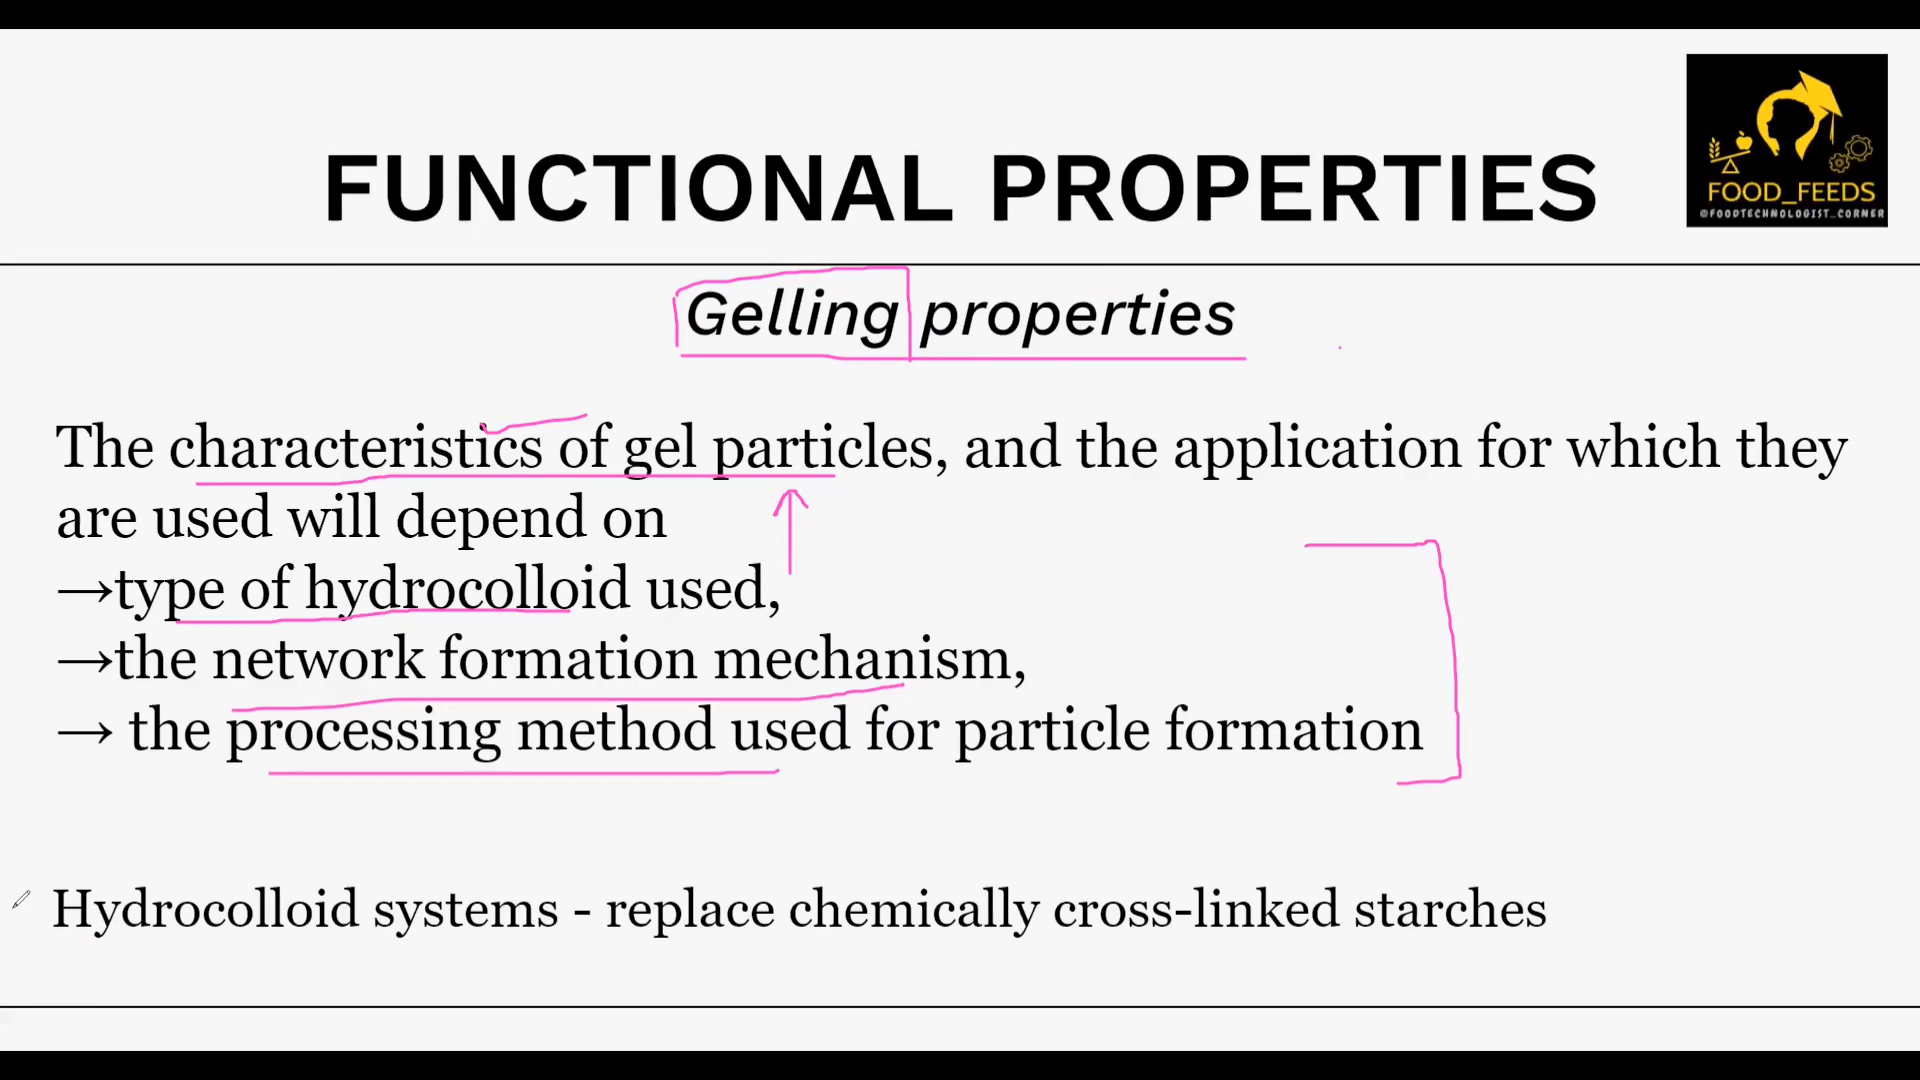 FUNCTIONAL PROPERTIES
FOOD_FEEDS
@FOODTECHNOLOGIST_CORNER
Gelling properties
The characteristics of gel particles, and the application for which they
are used will depend on
→type of hydrocolloid used,
→the network formation mechanism,
→ the processing method used for particle formation
Hydrocolloid systems - replace chemically cross-linked starches